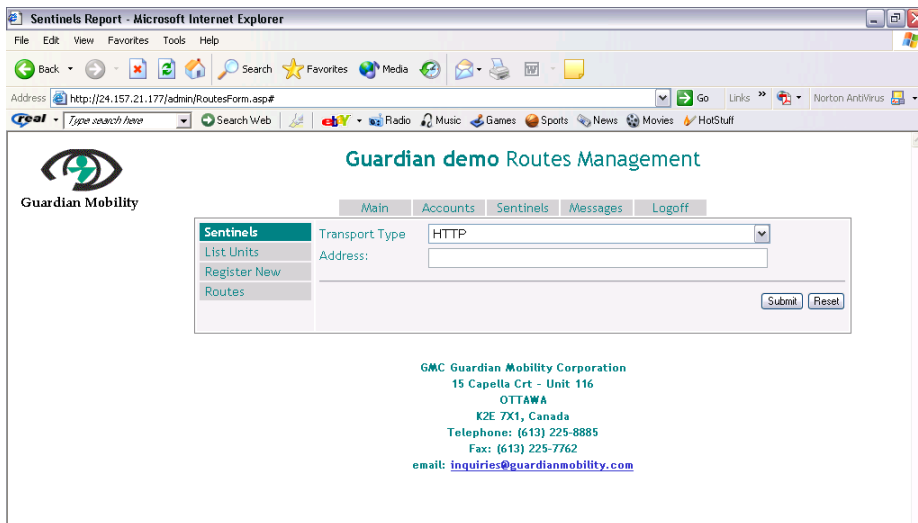 Sentinels Report - Microsoft Internet Explorer
File Edit View Favorites Tools Help
Back Search Favorites Media
Address http://24.157.21.177/admin/RoutesForm.asp# Go Links » Norton AntiVirus
real Type search here Search Web ebY Radio Music Games Sports News Movies HotStuff
Guardian demo Routes Management
Guardian Mobility
Main Accounts Sentinels Messages Logoff
Sentinels
List Units
Register New
Routes
Transport Type HTTP
Address:
Submit Reset
GMC Guardian Mobility Corporation
15 Capella Crt - Unit 116
OTTAWA
K2E 7X1, Canada
Telephone: (613) 225-8885
Fax: (613) 225-7762
email: inquiries@guardianmobility.com